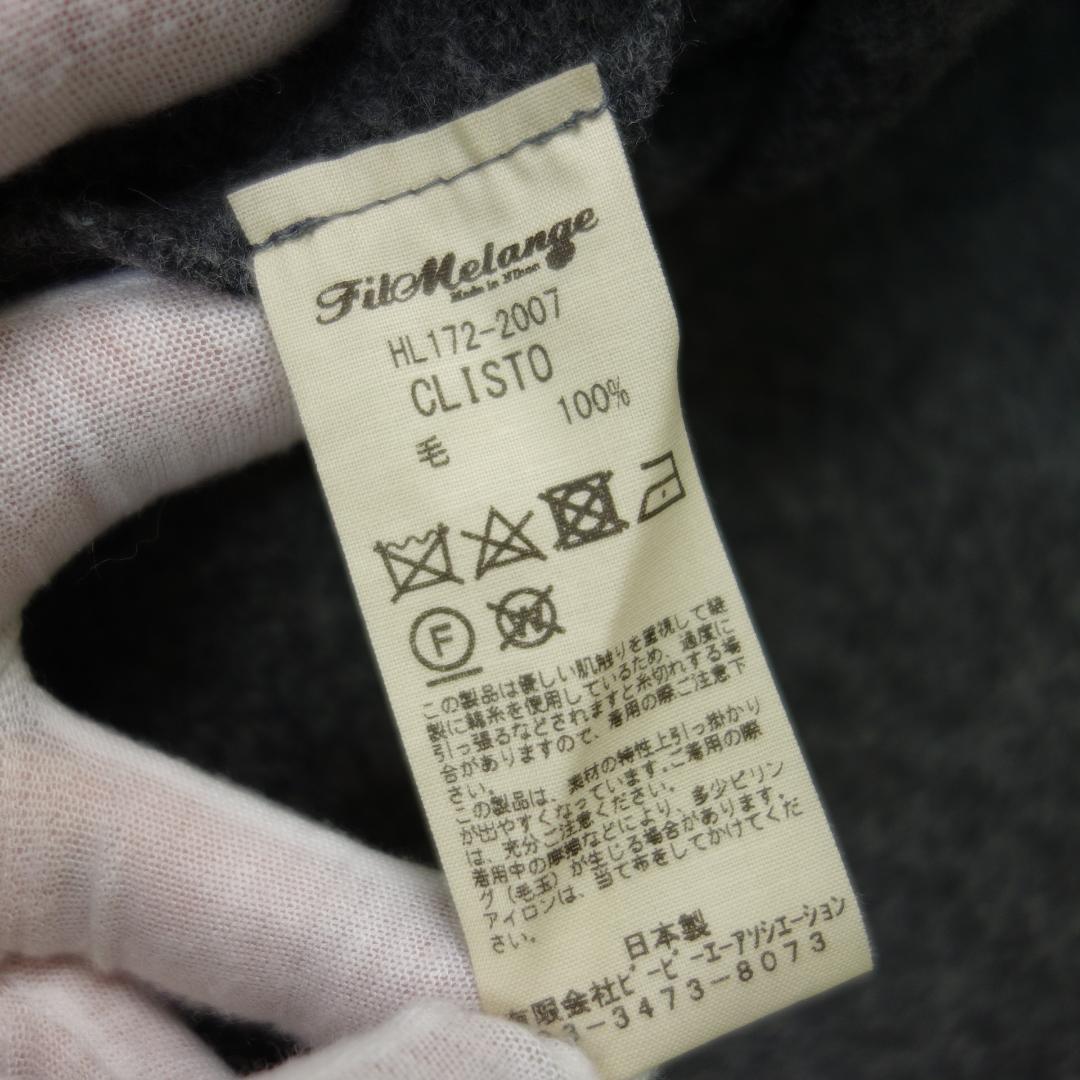 FilMelange
Made in Nihon
HL172-2007
CLISTO
毛 100%
F
W
この製品は優しい肌触りを重視して縫
製に綿糸を使用しているため、過度に
引っ張るなどされますと糸切れする場
合がありますので、着用の際ご注意下
さい。
この製品は、素材の特性上引っ掛かり
が出やすくなっています。ご着用の際
は、充分ご注意ください。
着用中の摩擦などにより、多少ピリン
グ（毛玉）が生じる場合があります。
アイロンは、当て布をしてかけてくだ
さい。
日本製
有限会社ビーピーエーアソシエーション
3-3473-8073